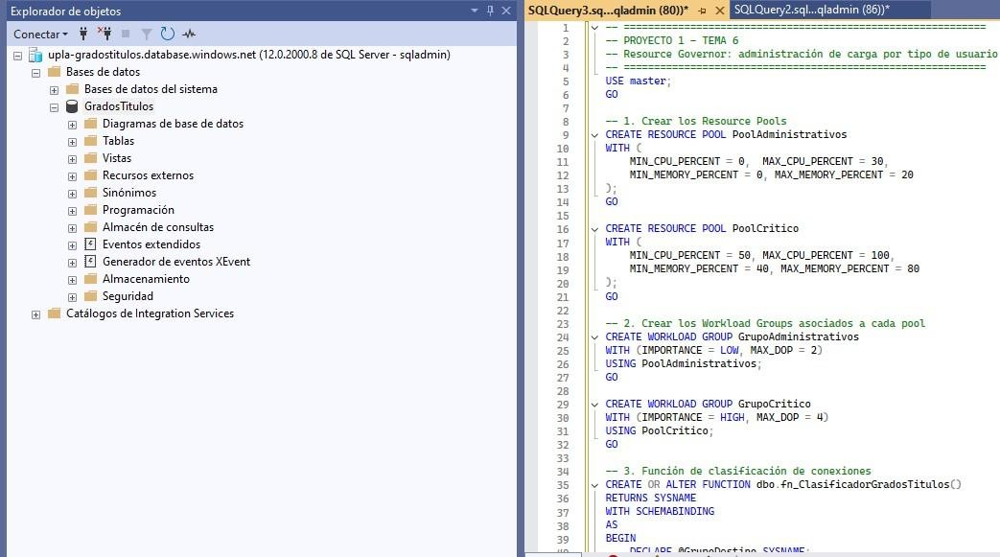 Explorador de objetos
Conectar
upla-gradostitulos.database.windows.net (12.0.2000.8 de SQL Server - sqladmin)
Bases de datos
Bases de datos del sistema
GradosTitulos
Diagramas de base de datos
Tablas
Vistas
Recursos externos
Sinónimos
Programación
Almacén de consultas
Eventos extendidos
Generador de eventos XEvent
Almacenamiento
Seguridad
Catálogos de Integration Services
SQLQuery3.sq...qladmin (80))*
SQLQuery2.sql...qladmin (86))*
1 -- ==========================================================
2 -- PROYECTO 1 - TEMA 6
3 -- Resource Governor: administración de carga por tipo de usuario
4 -- ==========================================================
5 USE master;
6 GO
7
8 -- 1. Crear los Resource Pools
9 CREATE RESOURCE POOL PoolAdministrativos
10 WITH (
11 MIN_CPU_PERCENT = 0, MAX_CPU_PERCENT = 30,
12 MIN_MEMORY_PERCENT = 0, MAX_MEMORY_PERCENT = 20
13 );
14 GO
15
16 CREATE RESOURCE POOL PoolCritico
17 WITH (
18 MIN_CPU_PERCENT = 50, MAX_CPU_PERCENT = 100,
19 MIN_MEMORY_PERCENT = 40, MAX_MEMORY_PERCENT = 80
20 );
21 GO
22
23 -- 2. Crear los Workload Groups asociados a cada pool
24 CREATE WORKLOAD GROUP GrupoAdministrativos
25 WITH (IMPORTANCE = LOW, MAX_DOP = 2)
26 USING PoolAdministrativos;
27 GO
28
29 CREATE WORKLOAD GROUP GrupoCritico
30 WITH (IMPORTANCE = HIGH, MAX_DOP = 4)
31 USING PoolCritico;
32 GO
33
34 -- 3. Función de clasificación de conexiones
35 CREATE OR ALTER FUNCTION dbo.fn_ClasificadorGradosTitulos()
36 RETURNS SYSNAME
37 WITH SCHEMABINDING
38 AS
39 BEGIN
40 DECLARE @GrupoDestino SYSNAME;